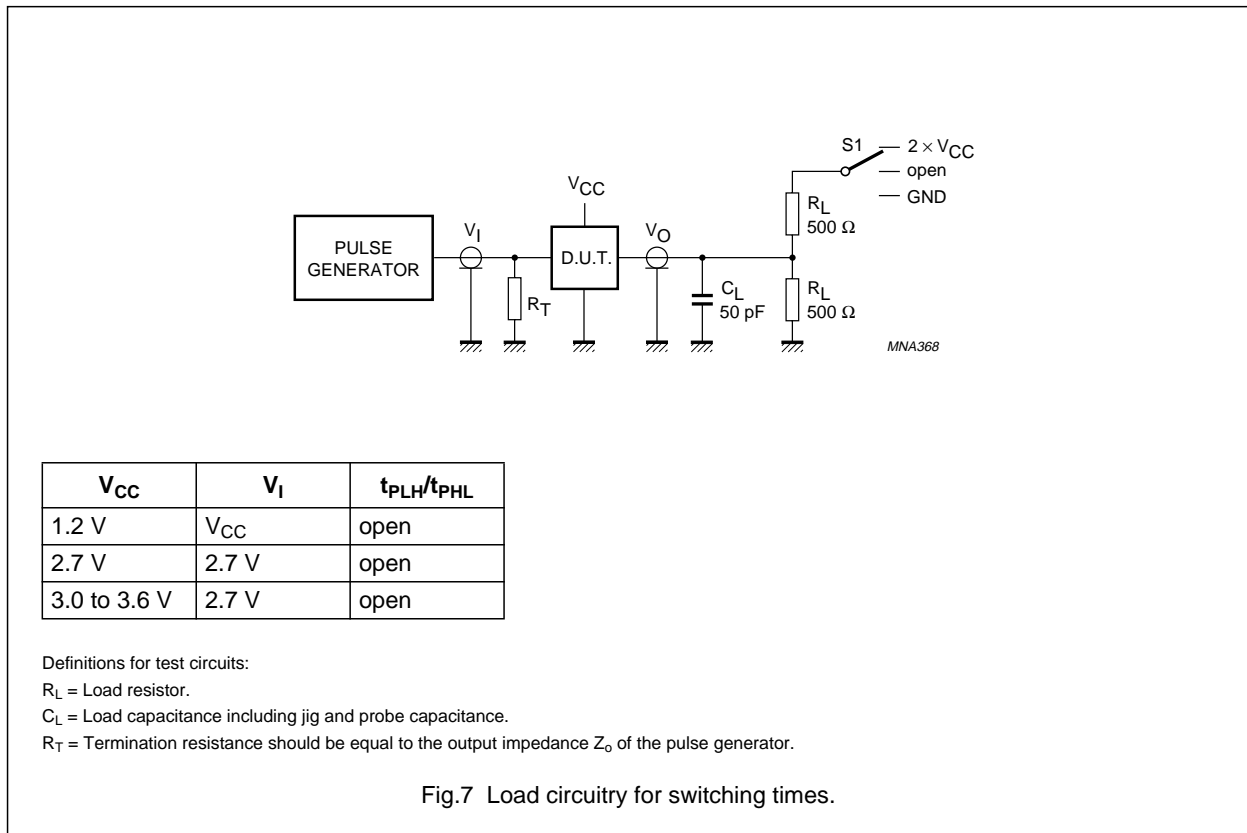 S1 2 × VCC
open
GND
VCC
RL
500 Ω
PULSE
GENERATOR
VI
D.U.T.
VO
RT
CL
50 pF
RL
500 Ω
MNA368
VCC VI tPLH/tPHL
1.2 V VCC open
2.7 V 2.7 V open
3.0 to 3.6 V 2.7 V open
Definitions for test circuits:
RL = Load resistor.
CL = Load capacitance including jig and probe capacitance.
RT = Termination resistance should be equal to the output impedance Zo of the pulse generator.
Fig.7 Load circuitry for switching times.